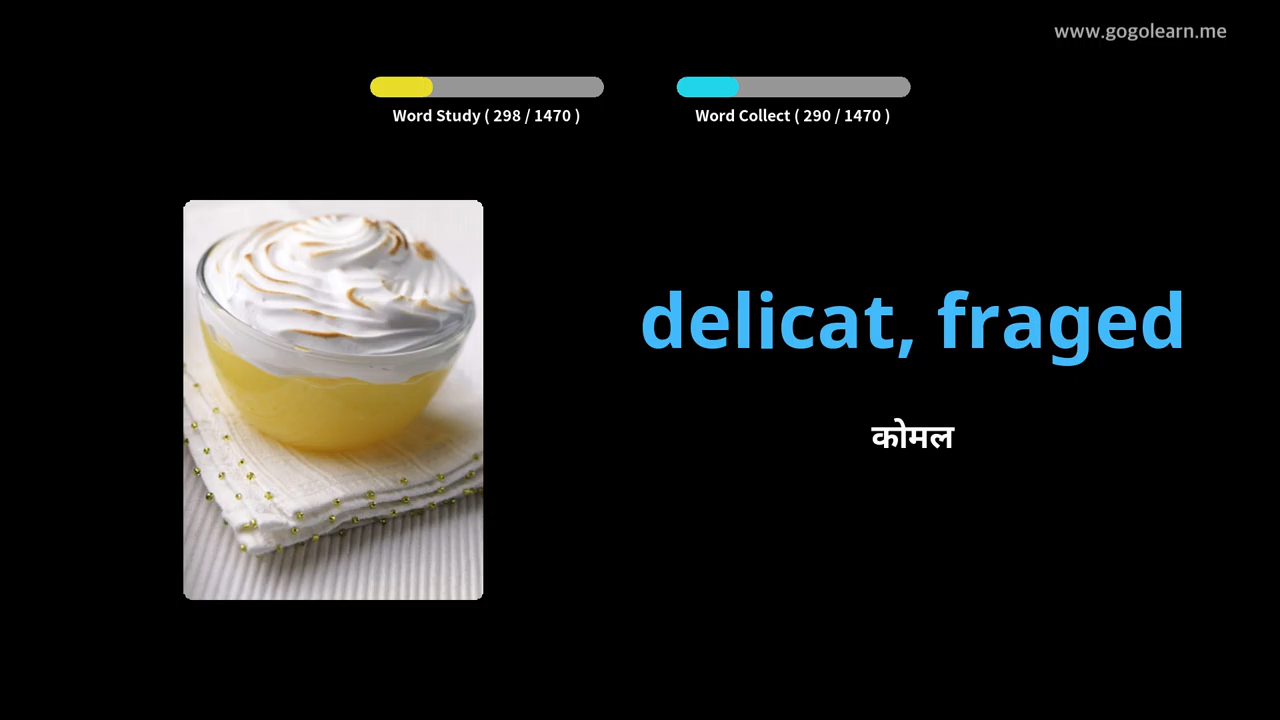 www.gogolearn.me
Word Study ( 298 / 1470 )
Word Collect ( 290 / 1470 )
delicat, fraged
कोमल